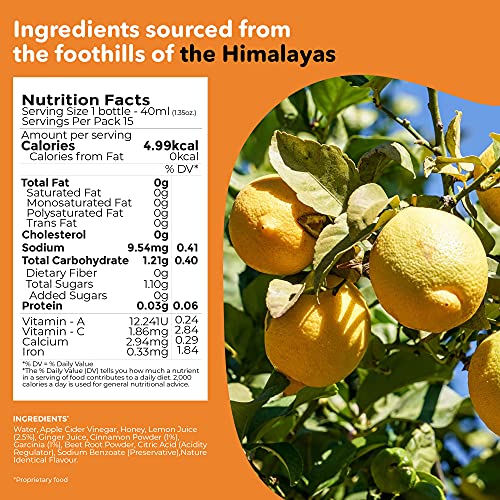 Ingredients sourced from
the foothills of the Himalayas
Nutrition Facts
Serving Size 1 bottle - 40ml (1.35oz.)
Servings Per Pack 15
Amount per serving
Calories 4.99kcal
Calories from Fat 0kcal
% DV*
Total Fat 0g
Saturated Fat 0g
Monosaturated Fat 0g
Polysaturated Fat 0g
Trans Fat 0g
Cholesterol 0g
Sodium 9.54mg 0.41
Total Carbohydrate 1.21g 0.40
Dietary Fiber 0g
Total Sugars 1.10g
Added Sugars 0g
Protein 0.03g 0.06
Vitamin - A 12.24IU 0.24
Vitamin - C 1.86mg 2.84
Calcium 2.94mg 0.29
Iron 0.33mg 1.84
*% DV = % Daily Value
*The % Daily Value (DV) tells you how much a nutrient
in a serving of food contributes to a daily diet. 2,000
calories a day is used for general nutritional advice.
INGREDIENTS*
Water, Apple Cider Vinegar, Honey, Lemon Juice
(2.5%), Ginger Juice, Cinnamon Powder (1%),
Garcinia (1%), Beet Root Powder, Citric Acid (Acidity
Regulator), Sodium Benzoate (Preservative),Nature
Identical Flavour.
*Proprietary food